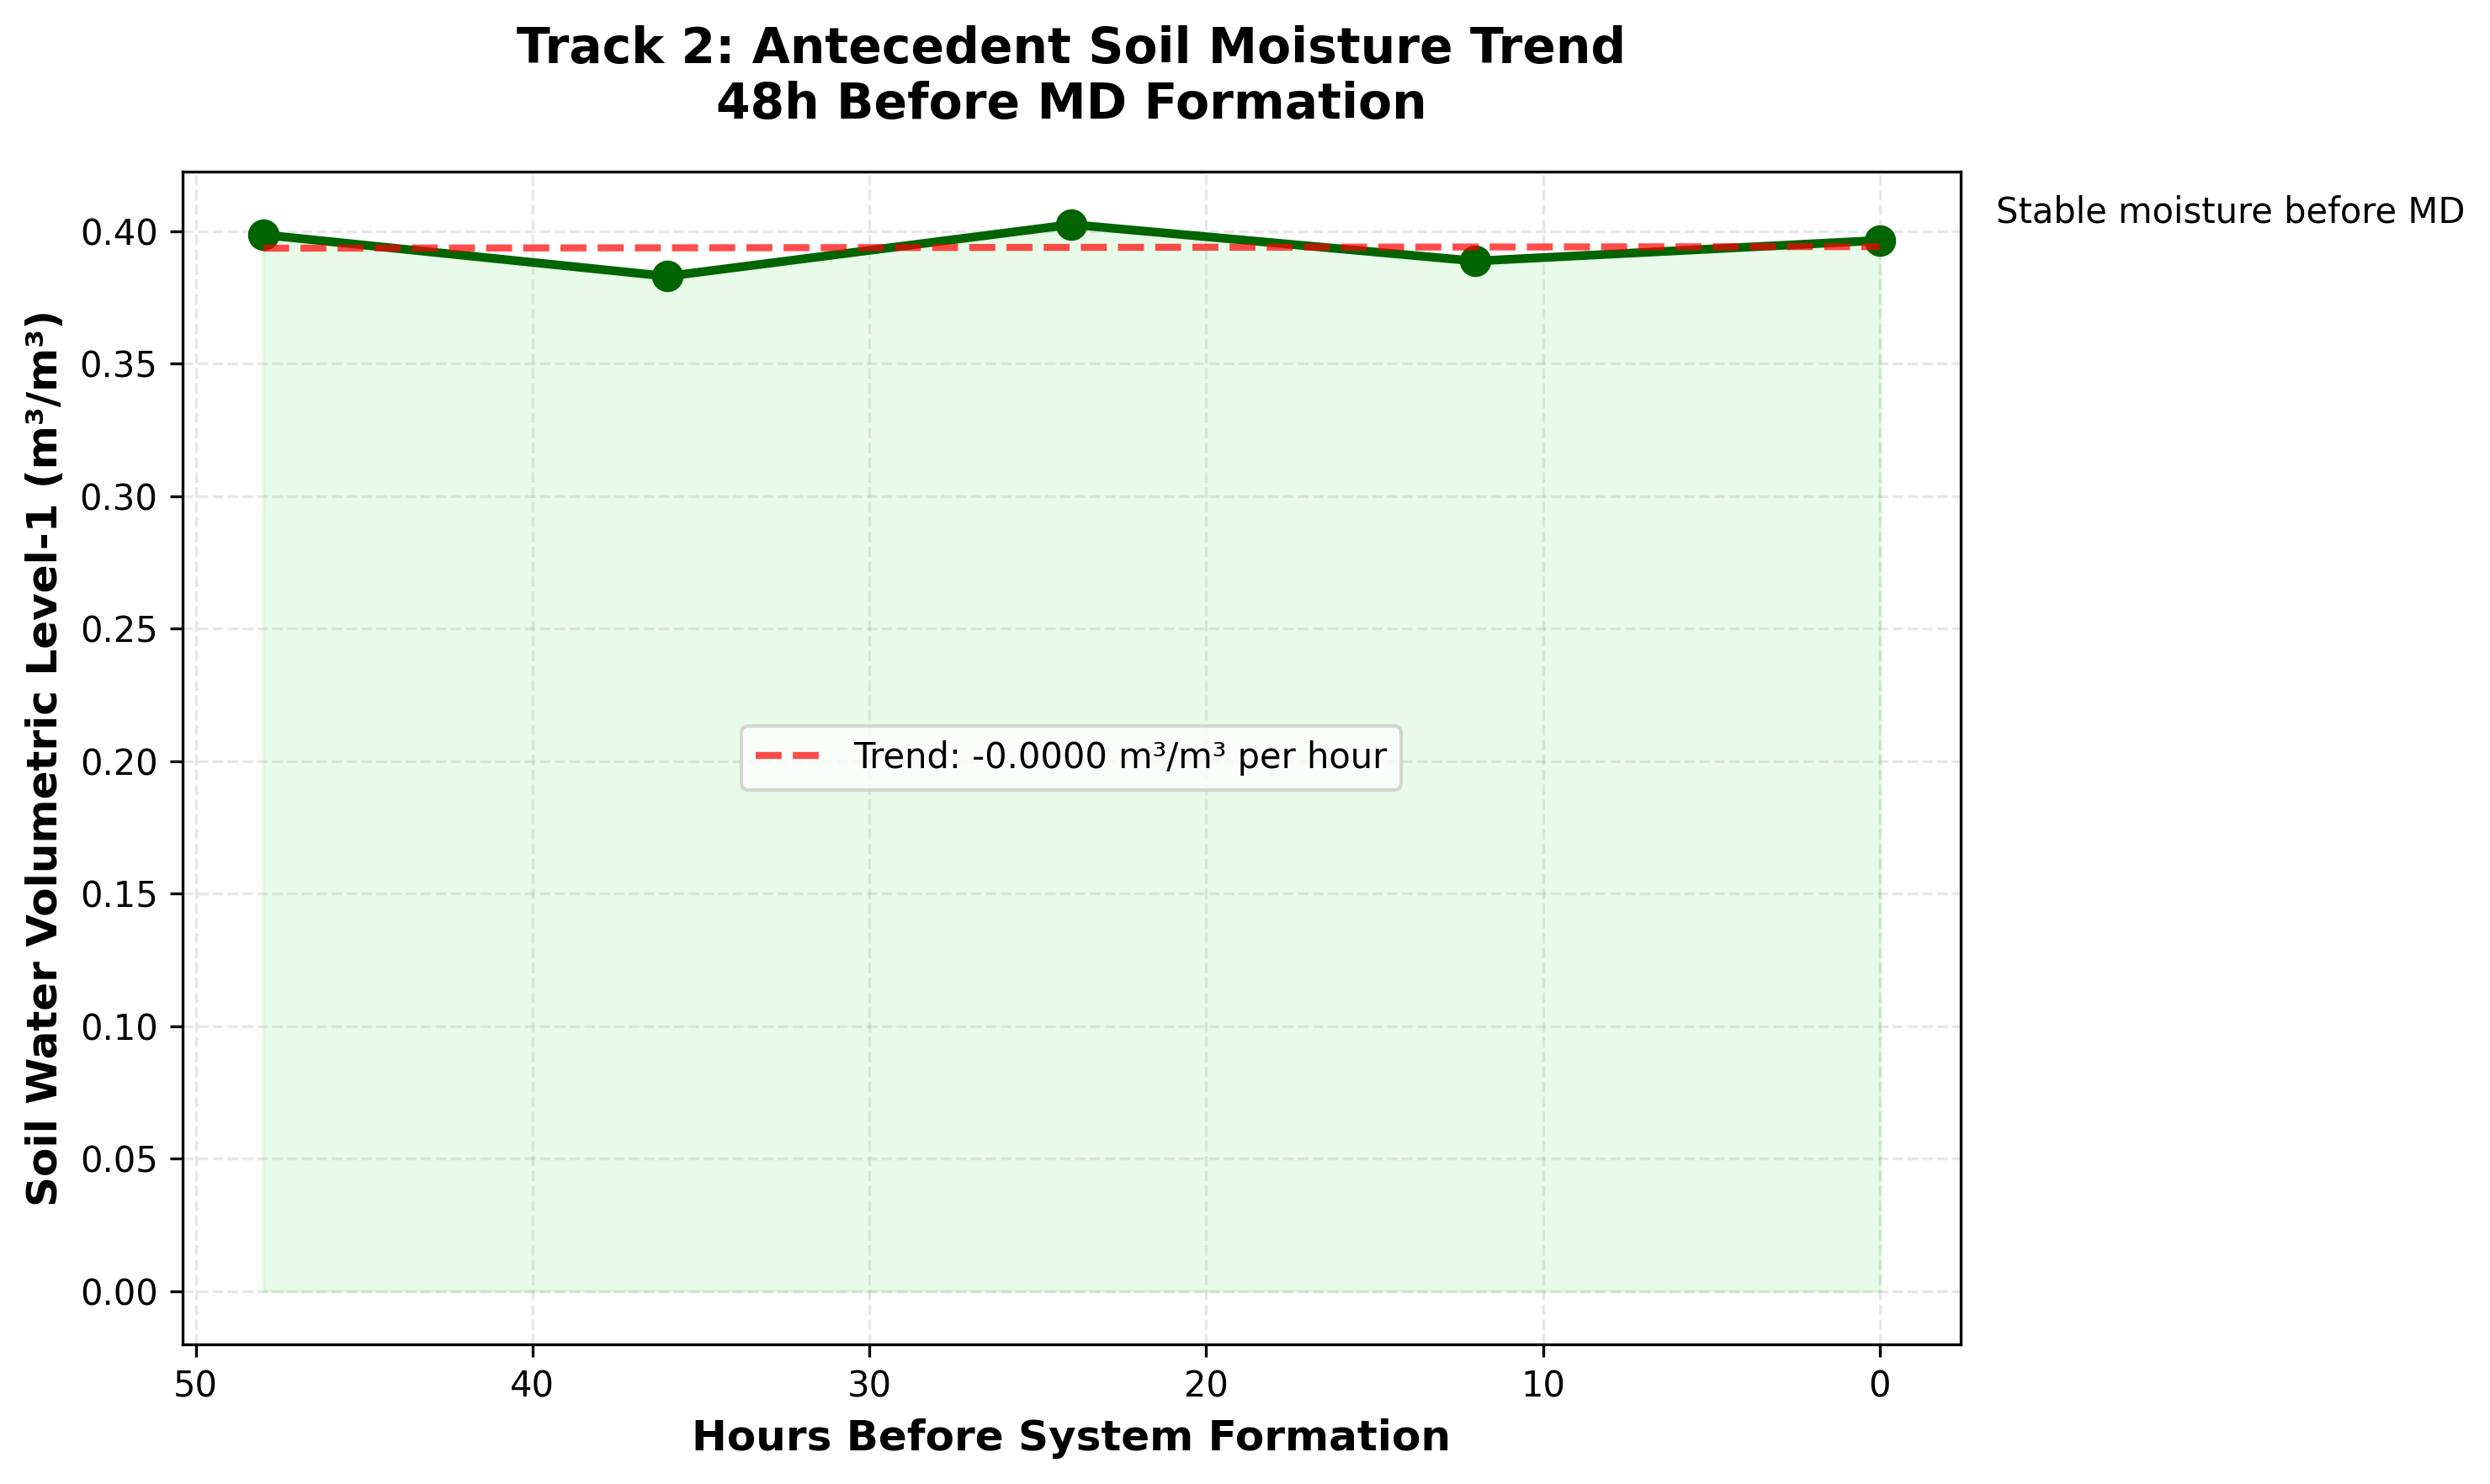 Track 2: Antecedent Soil Moisture Trend
48h Before MD Formation
Stable moisture before MD
Soil Water Volumetric Level-1 (m³/m³)
0.40
0.35
0.30
0.25
0.20
0.15
0.10
0.05
0.00
Trend: -0.0000 m³/m³ per hour
50
40
30
20
10
0
Hours Before System Formation